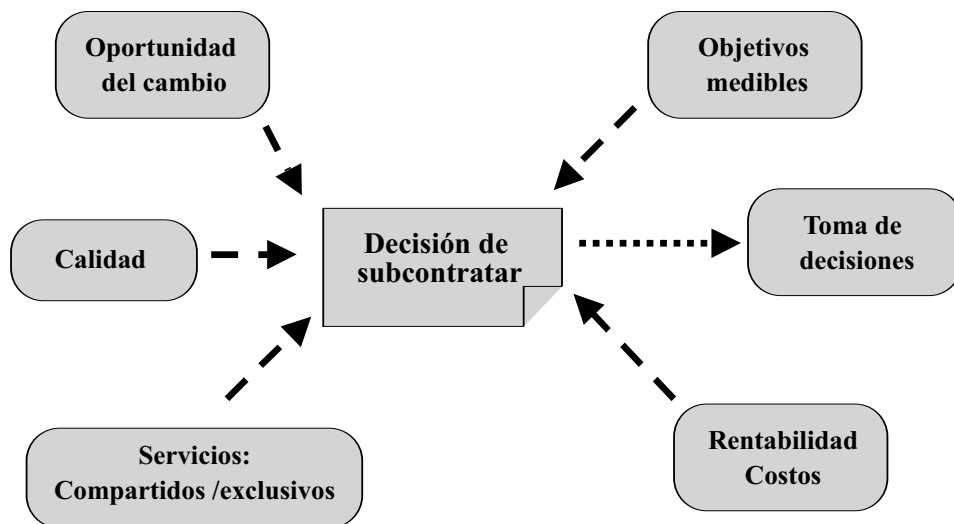 Oportunidad
del cambio
Objetivos
medibles
Calidad
Decisión de
subcontratar
Toma de
decisiones
Servicios:
Compartidos /exclusivos
Rentabilidad
Costos